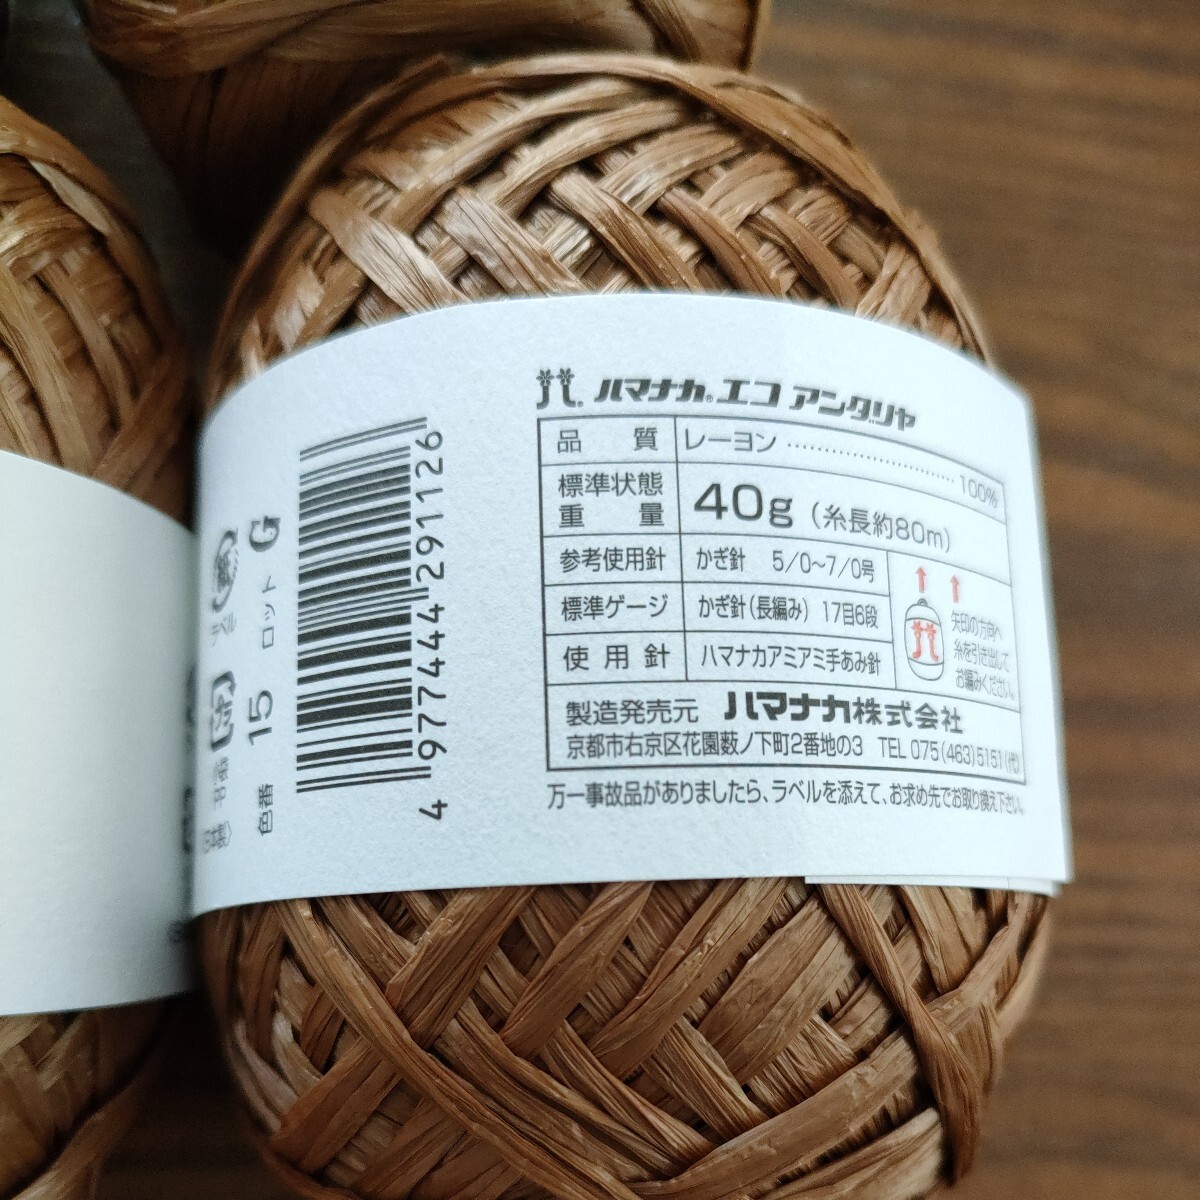 ハマナカ®エコ アンダリヤ
品質 レーヨン 100%
標準状態重量 40g (糸長約80m)
参考使用針 かぎ針 5/0~7/0号
標準ゲージ かぎ針(長編み) 17目6段
使用針 ハマナカアミアミ手あみ針
矢印の方向へ
糸を引き出して
お編みください。
製造発売元 ハマナカ株式会社
京都市右京区花園薮ノ下町2番地の3 TEL 075(463)5151(代)
万一事故品がありましたら、ラベルを添えて、お求め先でお取り換え下さい。
4 977444 291126
ラベル 紙
ロット G
色番 15
〈日本製〉